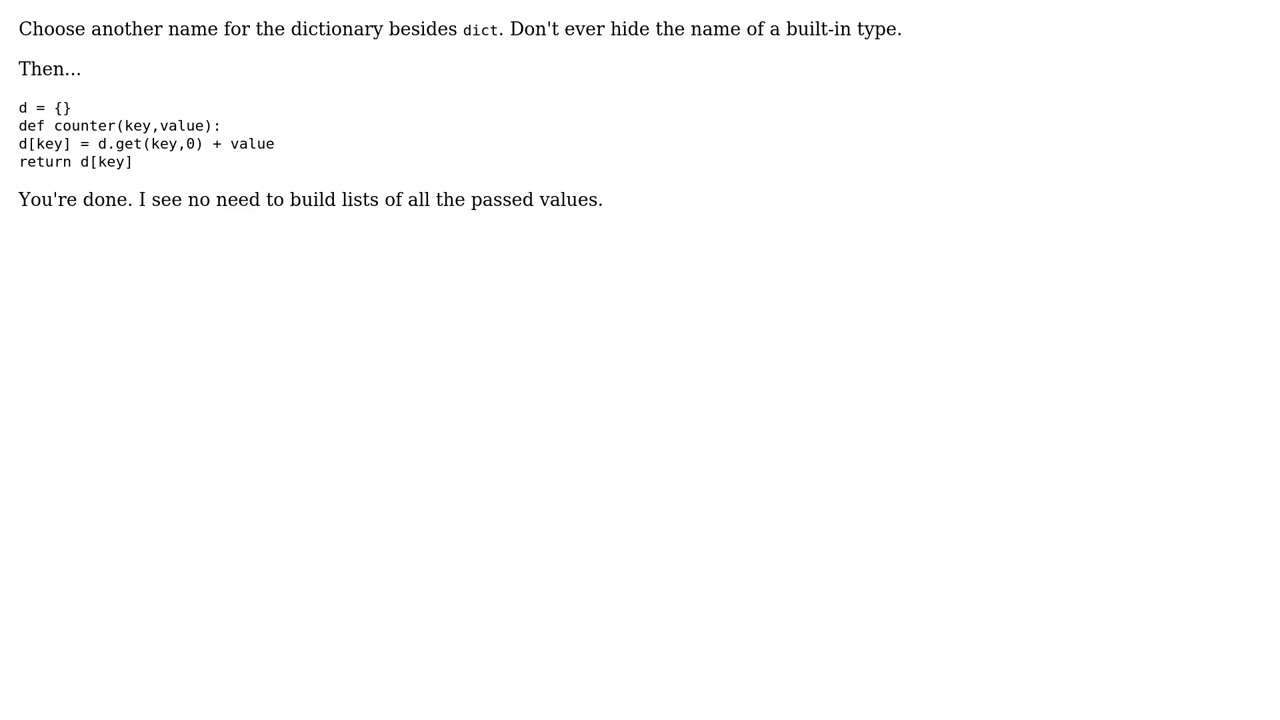 Choose another name for the dictionary besides dict. Don't ever hide the name of a built-in type.
Then...
d = {}
def counter(key,value):
d[key] = d.get(key,0) + value
return d[key]
You're done. I see no need to build lists of all the passed values.